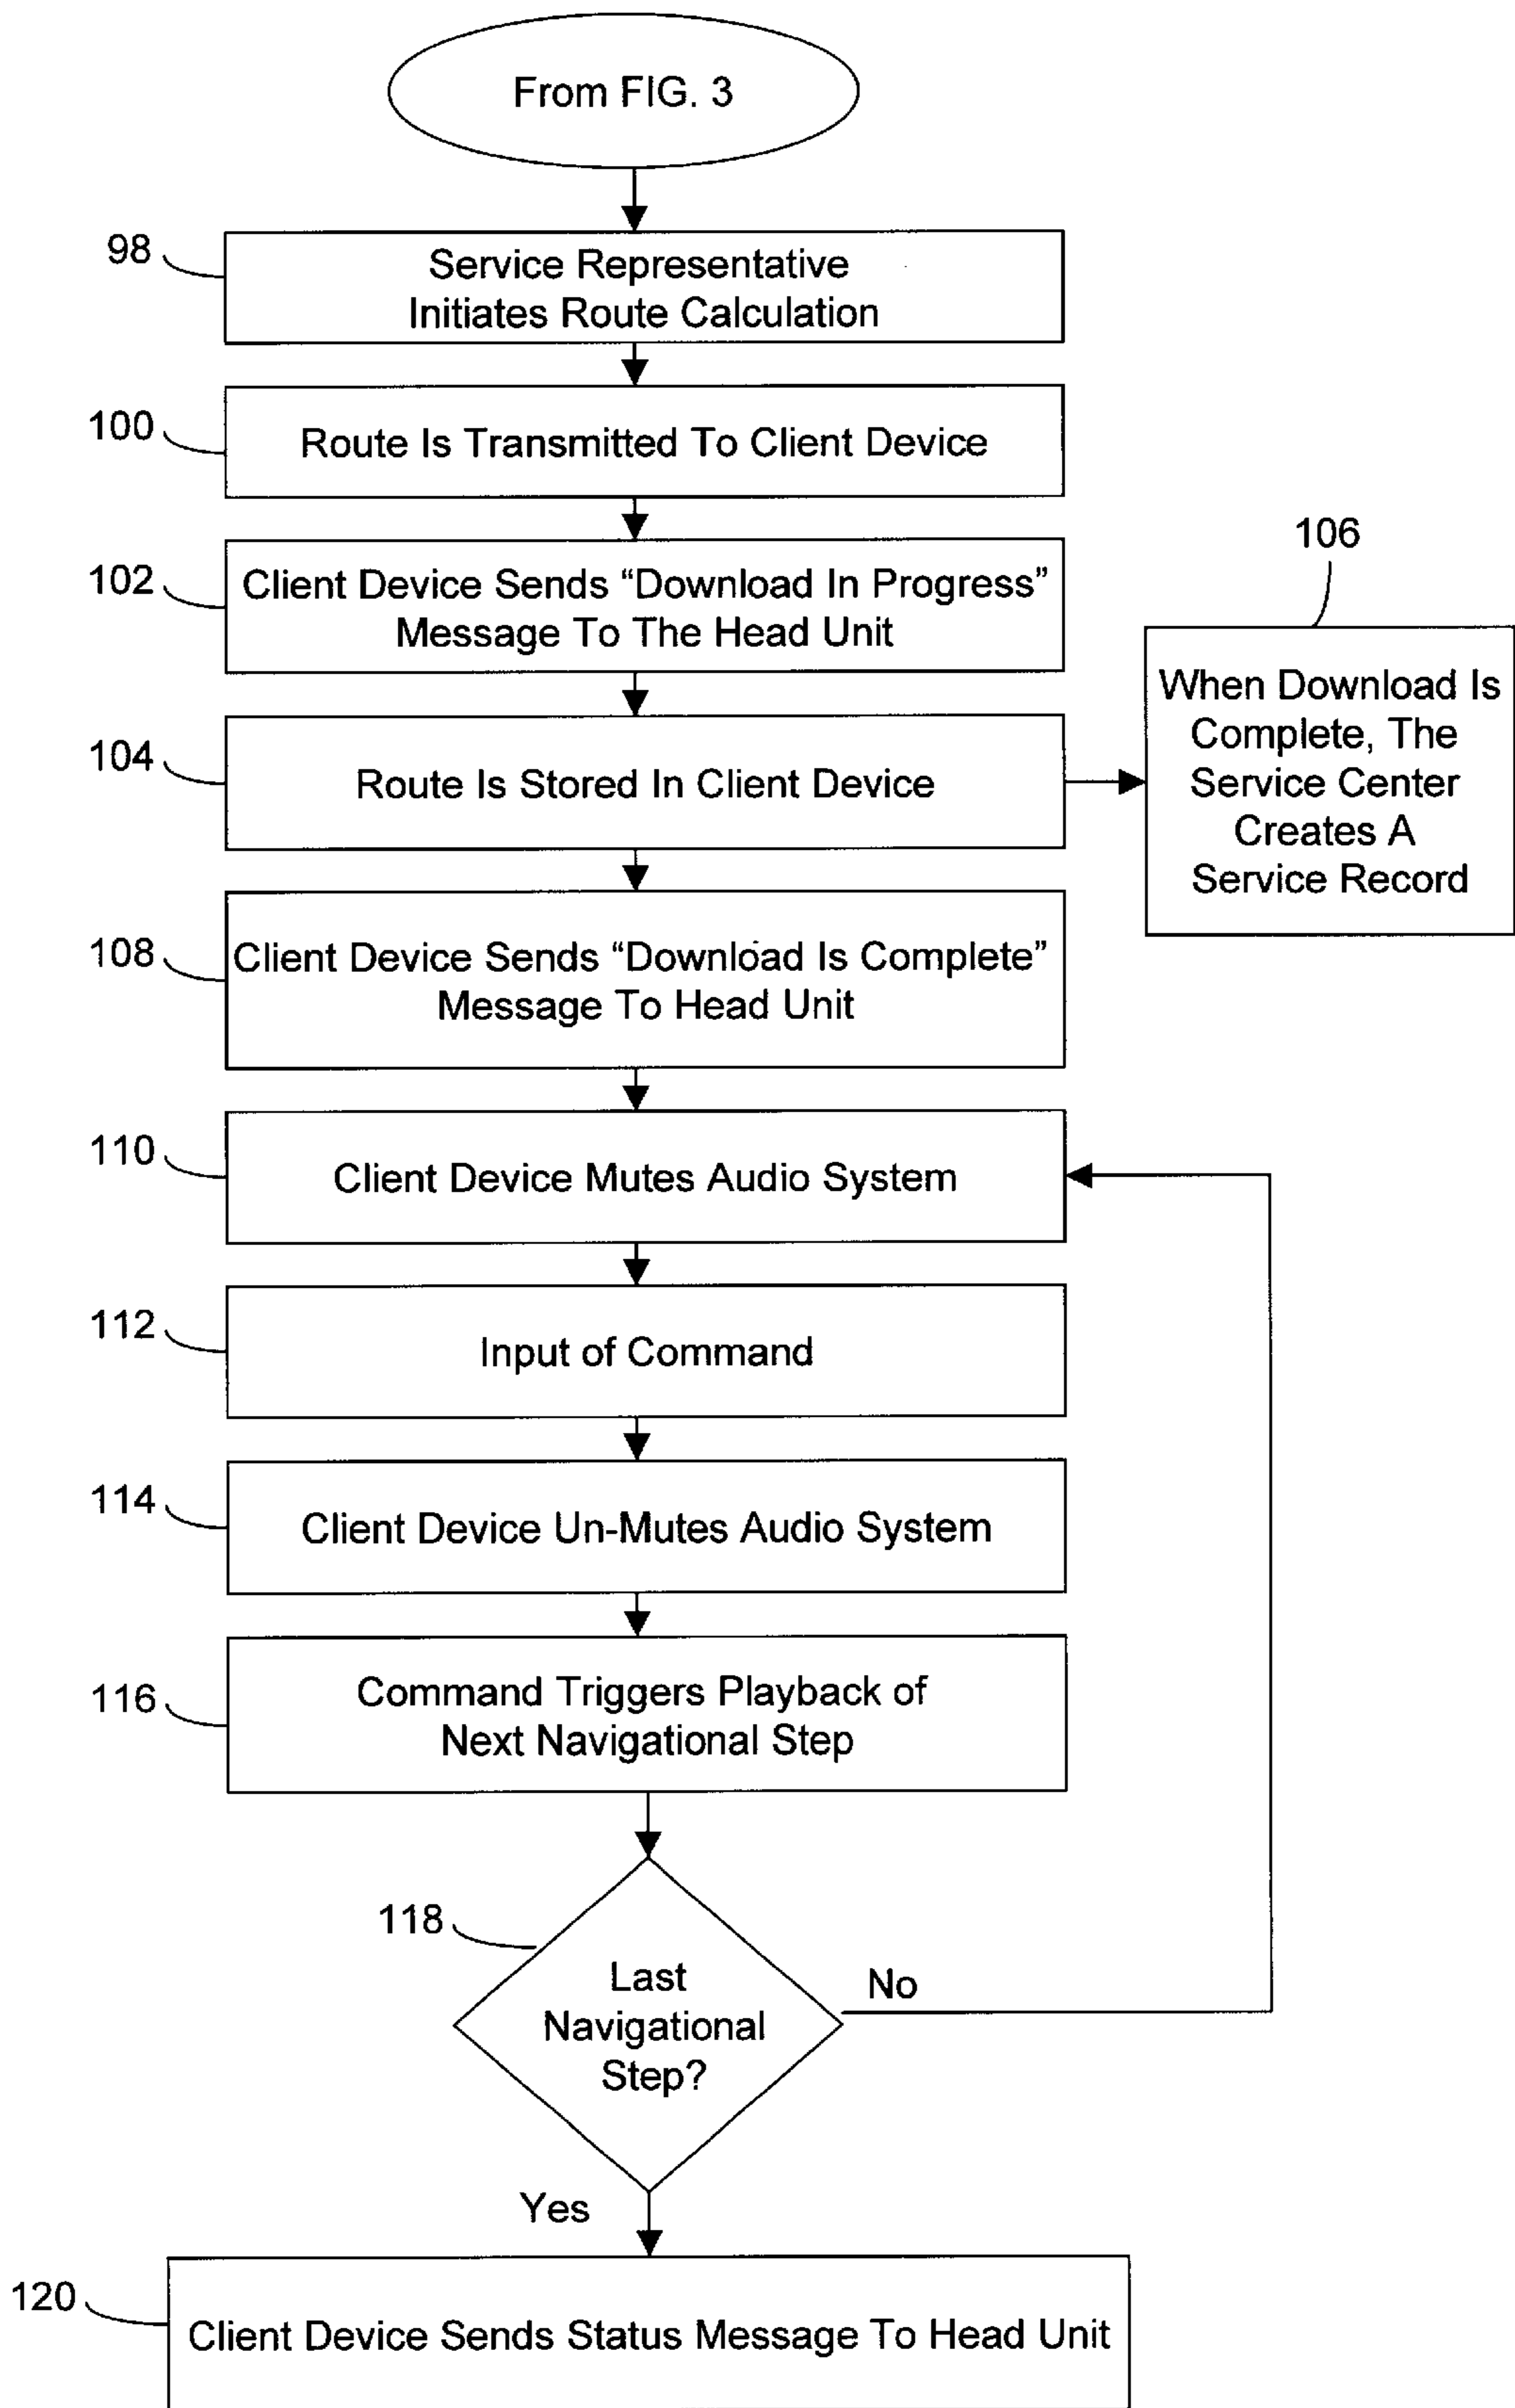 From FIG. 3
98
Service Representative
Initiates Route Calculation
100
Route Is Transmitted To Client Device
102
Client Device Sends “Download In Progress”
Message To The Head Unit
104
Route Is Stored In Client Device
106
When Download Is
Complete, The
Service Center
Creates A
Service Record
108
Client Device Sends “Download Is Complete”
Message To Head Unit
110
Client Device Mutes Audio System
112
Input of Command
114
Client Device Un-Mutes Audio System
116
Command Triggers Playback of
Next Navigational Step
118
Last
Navigational
Step?
No
Yes
120
Client Device Sends Status Message To Head Unit